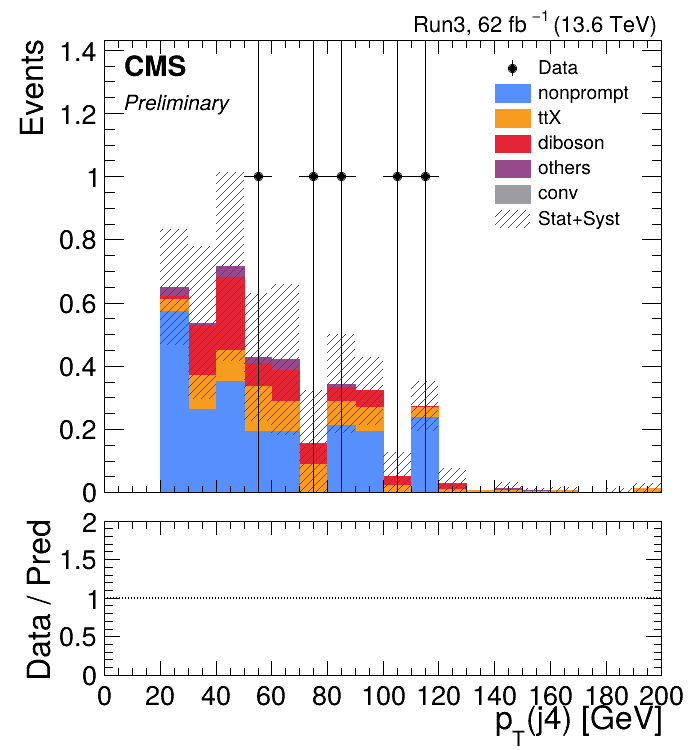 Run3, 62 fb⁻¹ (13.6 TeV)
CMS
Preliminary
Data
nonprompt
ttX
diboson
others
conv
Stat+Syst
Events
1.4
1.2
1
0.8
0.6
0.4
0.2
0
Data / Pred
2
1.5
1
0.5
0
0 20 40 60 80 100 120 140 160 180 200
p_T(j4) [GeV]